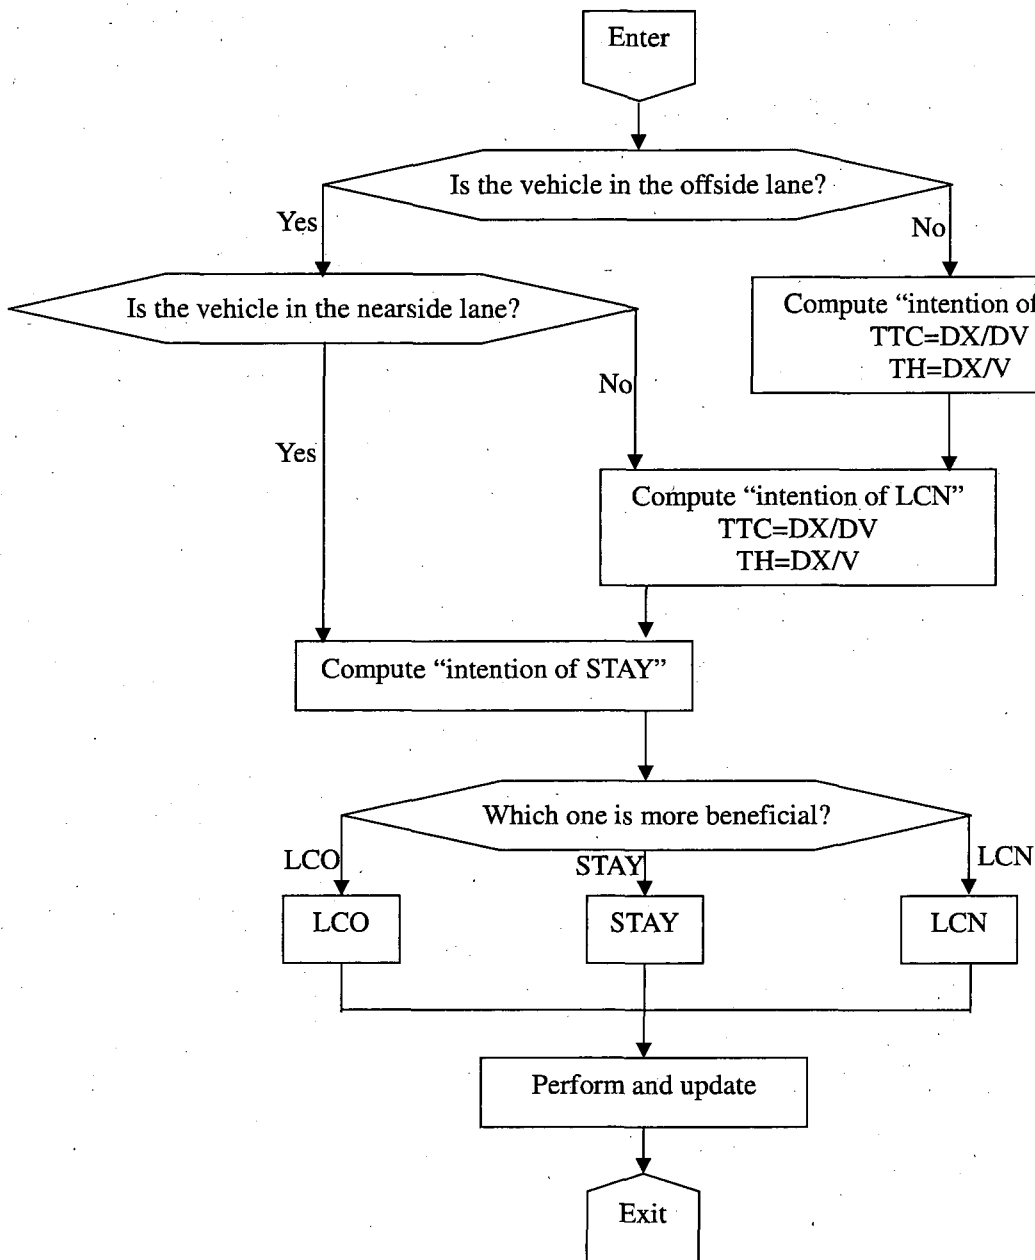 Enter
Is the vehicle in the offside lane?
Yes
No
Is the vehicle in the nearside lane?
Compute “intention of
TTC=DX/DV
TH=DX/V
No
Yes
Compute “intention of LCN”
TTC=DX/DV
TH=DX/V
Compute “intention of STAY”
Which one is more beneficial?
LCO
STAY
LCN
LCO
STAY
LCN
Perform and update
Exit